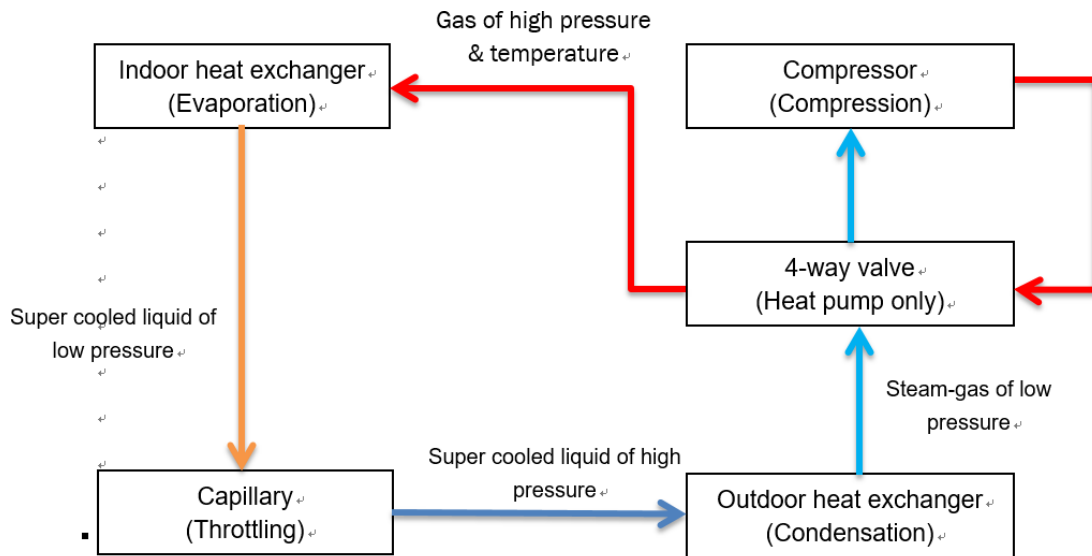 Gas of high pressure
& temperature
Indoor heat exchanger
(Evaporation)
Compressor
(Compression)
4-way valve
(Heat pump only)
Super cooled liquid of
low pressure
Steam-gas of low
pressure
Super cooled liquid of high
pressure
Capillary
(Throttling)
Outdoor heat exchanger
(Condensation)